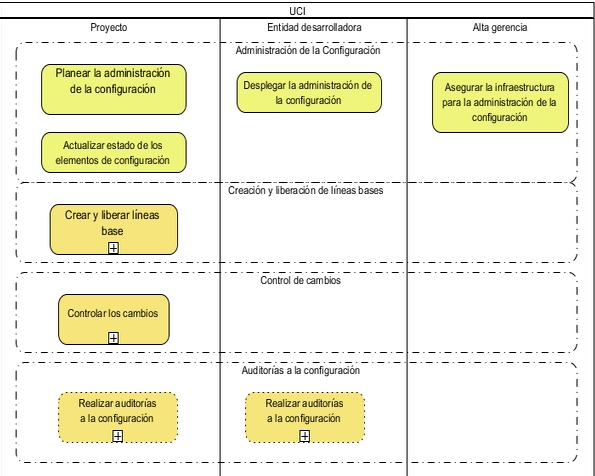 UCI
Proyecto
Entidad desarrolladora
Alta gerencia
Administración de la Configuración
Planear la administración
de la configuración
Desplegar la administración de
la configuración
Asegurar la infraestructura
para la administración de la
configuración
Actualizar estado de los
elementos de configuración
Creación y liberación de líneas bases
Crear y liberar líneas
base
Control de cambios
Controlar los cambios
Auditorías a la configuración
Realizar auditorías
a la configuración
Realizar auditorías
a la configuración